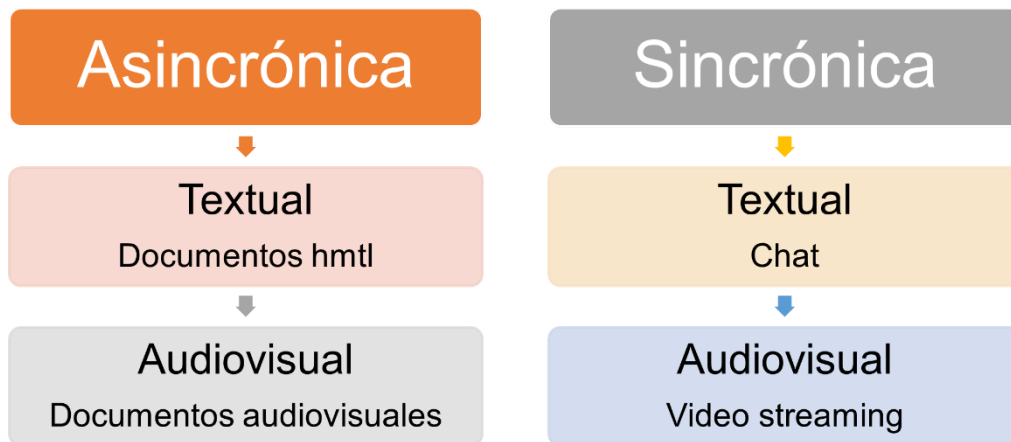 Asincrónica
Textual
Documentos hmtl
Audiovisual
Documentos audiovisuales
Sincrónica
Textual
Chat
Audiovisual
Video streaming